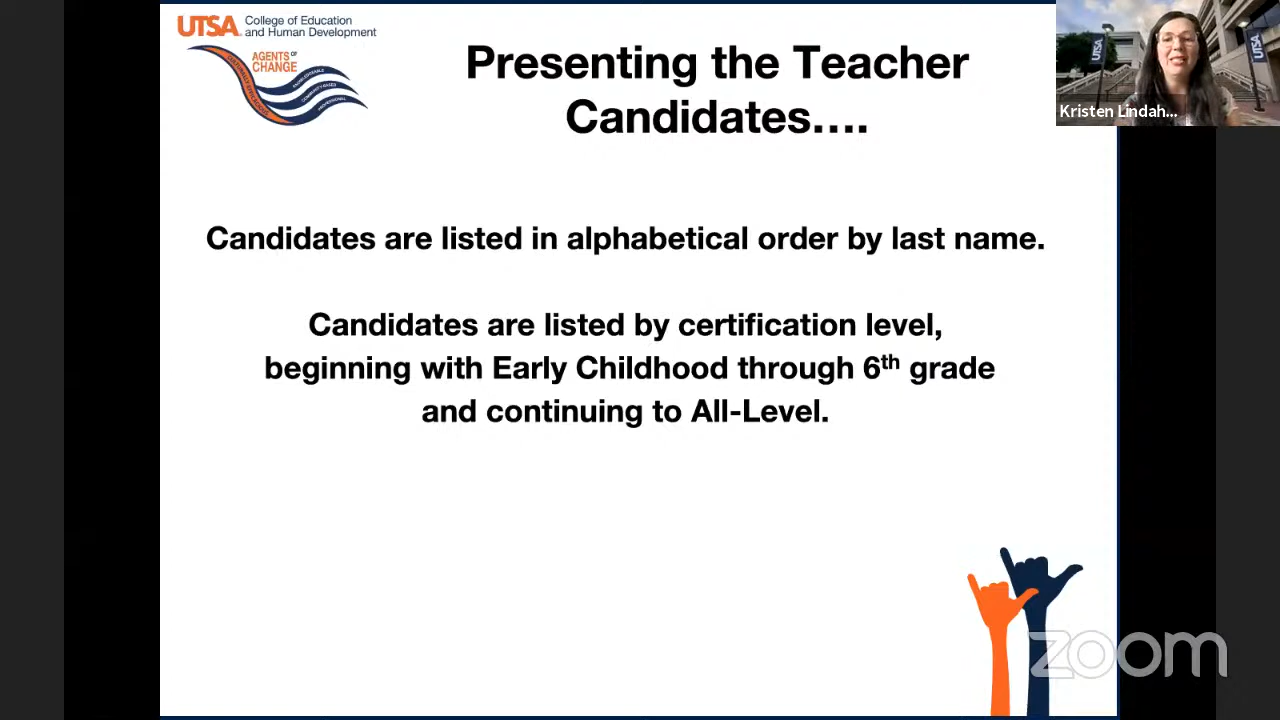 UTSA College of Education
and Human Development
AGENTS OF
CHANGE
Presenting the Teacher
Candidates….
Candidates are listed in alphabetical order by last name.
Candidates are listed by certification level,
beginning with Early Childhood through 6th grade
and continuing to All-Level.
UTSA
UTSA
Kristen Lindah...
zoom